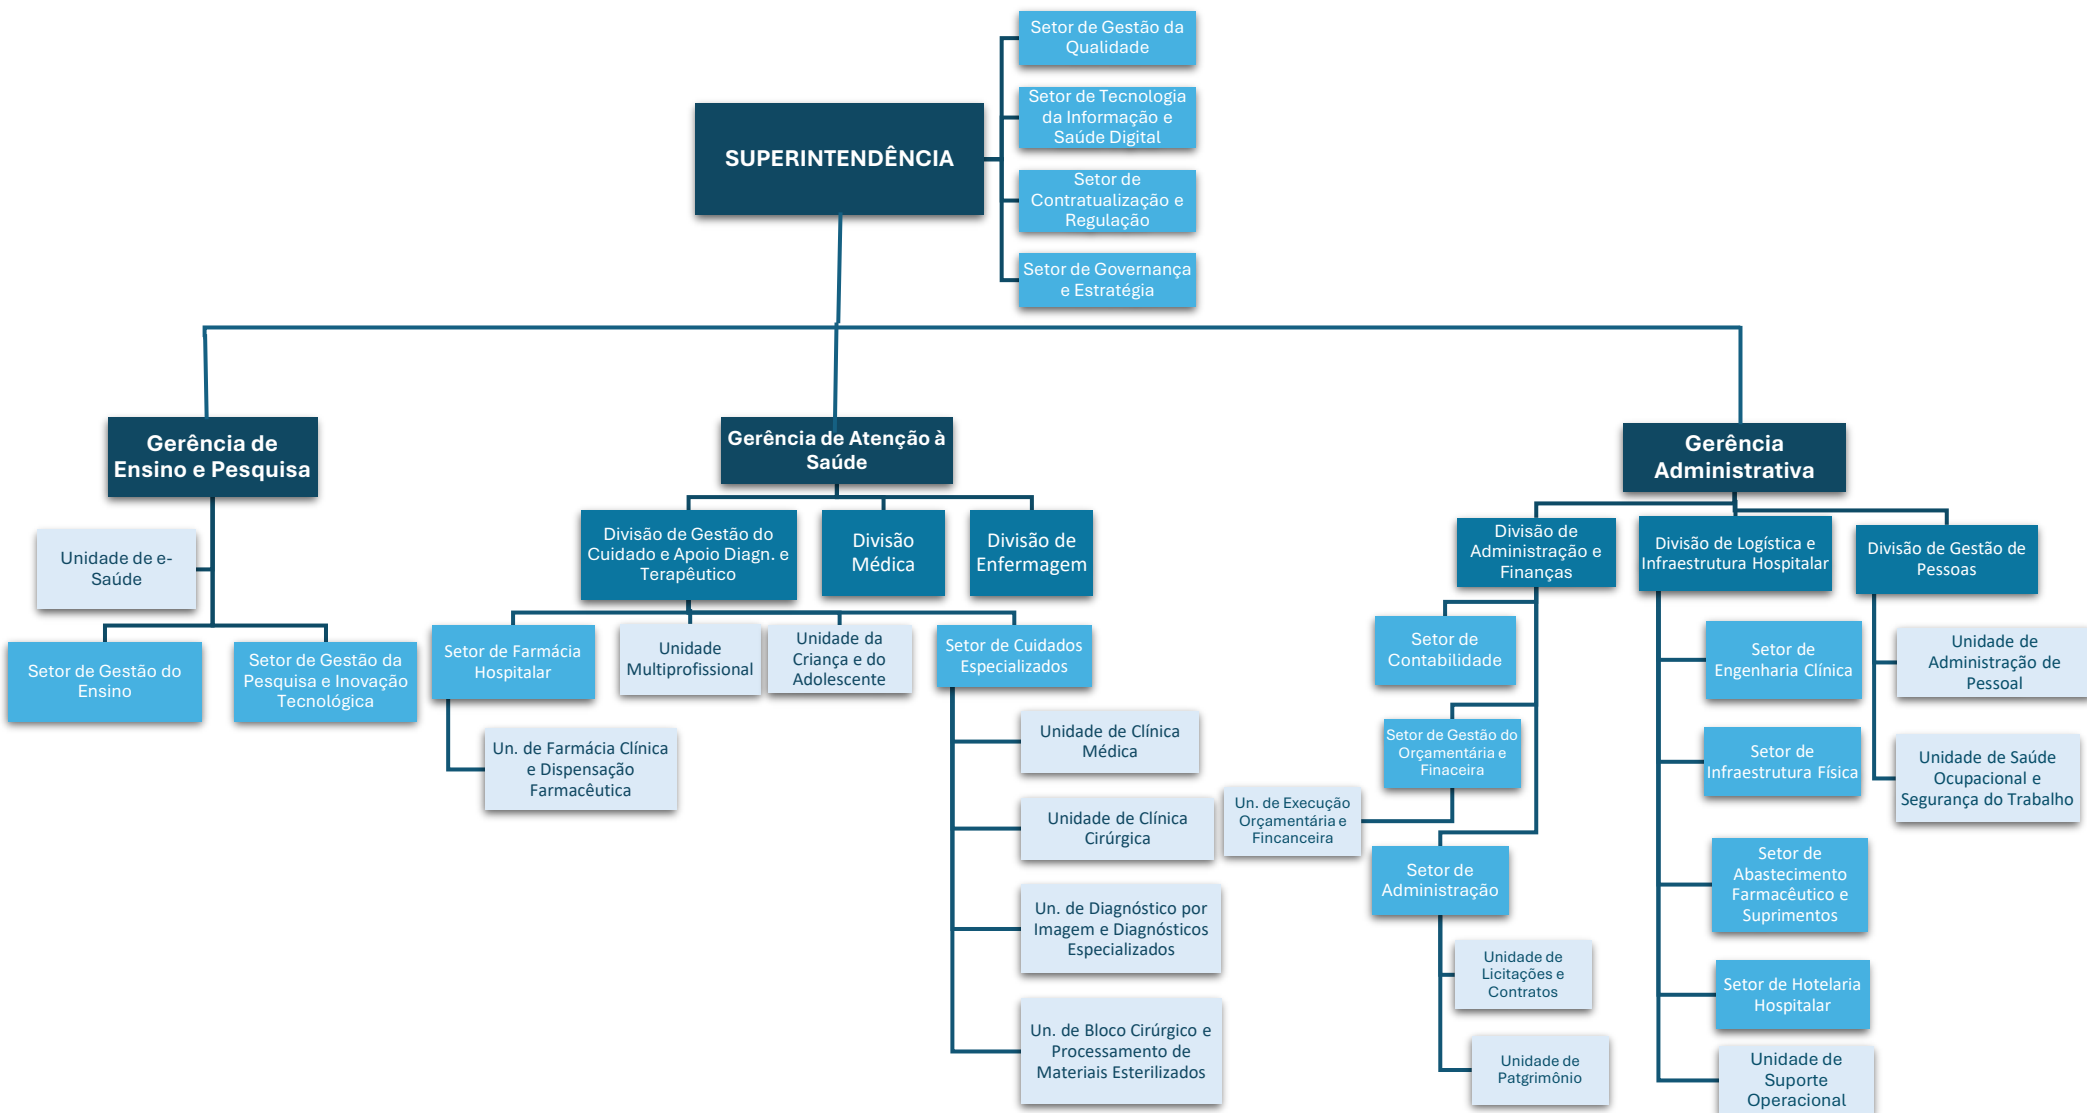 Setor de Gestão da
Qualidade
Setor de Tecnologia
da Informação e
Saúde Digital
SUPERINTENDÊNCIA
Setor de
Contratualização e
Regulação
Setor de Governança
e Estratégia
Gerência de
Ensino e Pesquisa
Gerência de Atenção à
Saúde
Gerência
Administrativa
Unidade de e-
Saúde
Setor de Gestão do
Ensino
Setor de Gestão da
Pesquisa e Inovação
Tecnológica
Divisão de Gestão do
Cuidado e Apoio Diagn. e
Terapêutico
Divisão
Médica
Divisão de
Enfermagem
Setor de Farmácia
Hospitalar
Unidade
Multiprofissional
Unidade da
Criança e do
Adolescente
Setor de Cuidados
Especializados
Un. de Farmácia Clínica
e Dispensação
Farmacêutica
Unidade de Clínica
Médica
Unidade de Clínica
Cirúrgica
Un. de Diagnóstico por
Imagem e Diagnósticos
Especializados
Un. de Bloco Cirúrgico e
Processamento de
Materiais Esterilizados
Divisão de
Administração e
Finanças
Divisão de Logística e
Infraestrutura Hospitalar
Divisão de Gestão de
Pessoas
Setor de
Contabilidade
Setor de Gestão do
Orçamentária e
Finaceira
Un. de Execução
Orçamentária e
Fincanceira
Setor de
Administração
Unidade de
Licitações e
Contratos
Unidade de
Patgrimônio
Setor de
Engenharia Clínica
Setor de
Infraestrutura Física
Setor de
Abastecimento
Farmacêutico e
Suprimentos
Setor de Hotelaria
Hospitalar
Unidade de
Suporte
Operacional
Unidade de
Administração de
Pessoal
Unidade de Saúde
Ocupacional e
Segurança do Trabalho